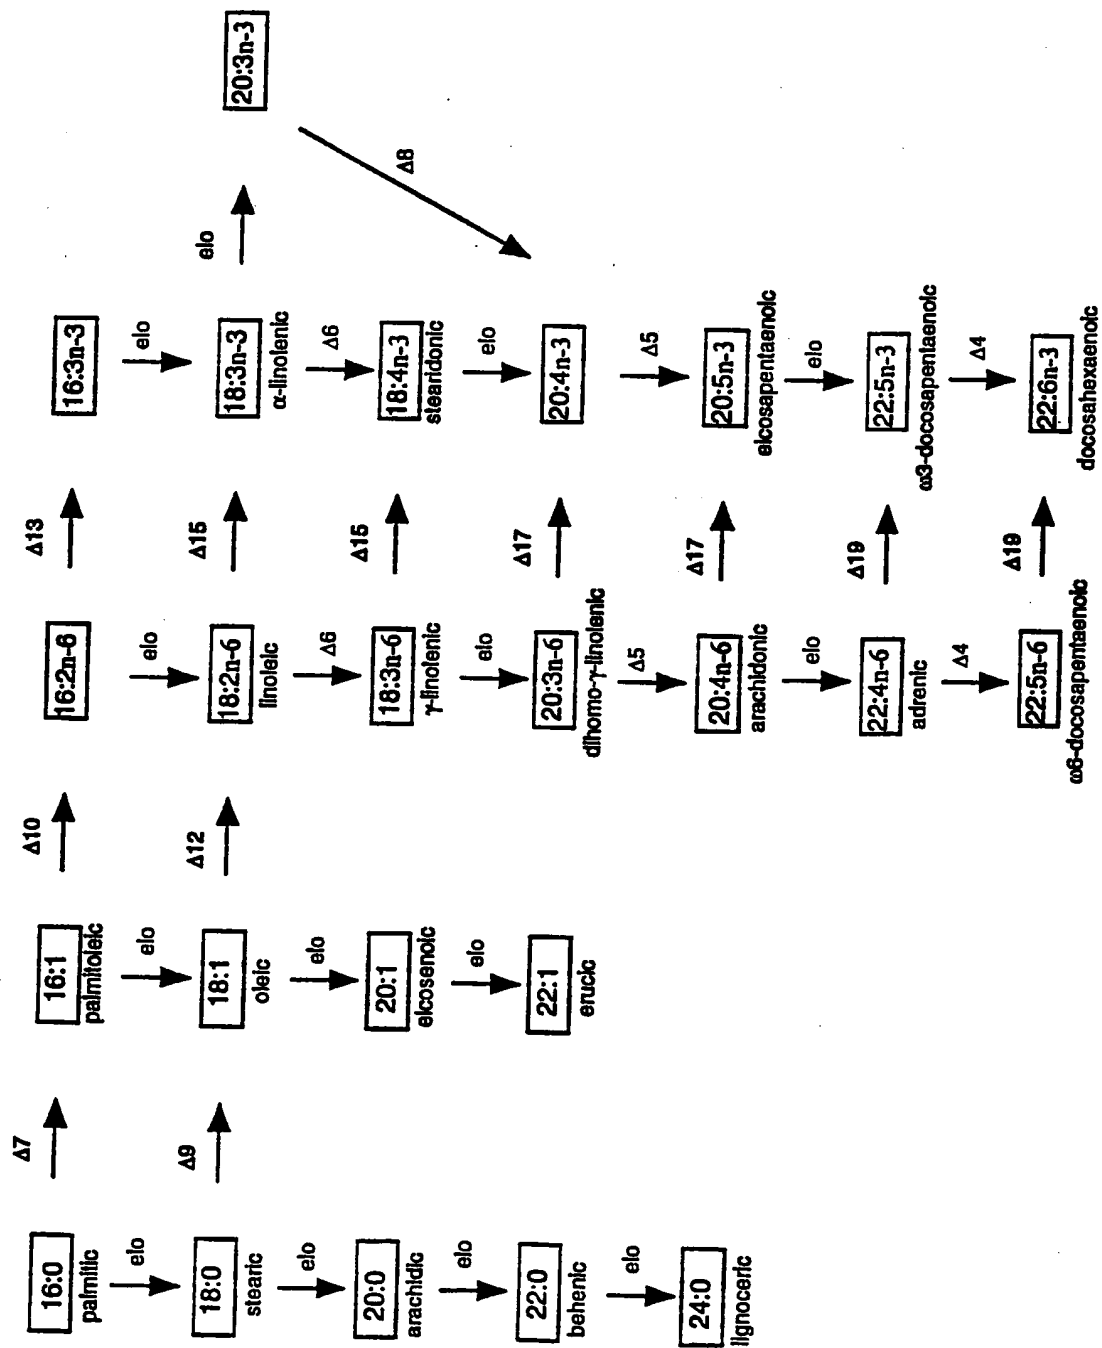 Δ7
Δ10
Δ13
16:0
16:1
16:2n-6
16:3n-3
palmitic
palmitoleic
elo
elo
elo
elo
Δ9
Δ12
Δ15
elo
18:0
18:1
18:2n-6
18:3n-3
20:3n-3
stearic
oleic
linoleic
α-linolenic
elo
elo
Δ6
Δ6
Δ15
Δ8
20:0
20:1
18:3n-6
18:4n-3
arachidic
eicosenoic
γ-linolenic
stearidonic
elo
elo
elo
elo
Δ17
22:0
22:1
20:3n-6
20:4n-3
behenic
erucic
dihomo-γ-linolenic
elo
Δ5
Δ5
Δ17
24:0
20:4n-6
20:5n-3
lignoceric
arachidonic
eicosapentaenoic
elo
elo
Δ19
22:4n-6
22:5n-3
adrenic
ω3-docosapentaenoic
Δ4
Δ4
Δ19
22:5n-6
22:6n-3
ω6-docosapentaenoic
docosahexaenoic